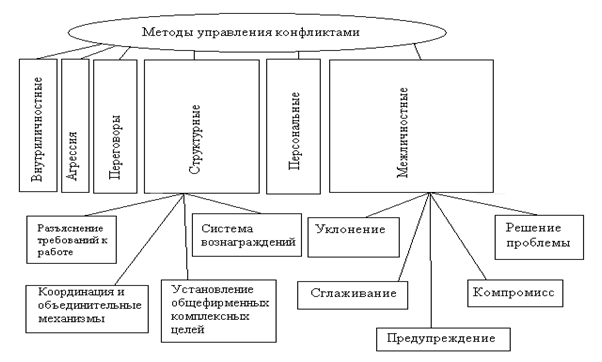 Методы управления конфликтами
Внутриличностные
Агрессия
Переговоры
Структурные
Персональные
Межличностные
Разъяснение
требований к
работе
Система
вознаграждений
Координация и
объединительные
механизмы
Установление
общефирменных
комплексных
целей
Уклонение
Решение
проблемы
Сглаживание
Компромисс
Предупреждение